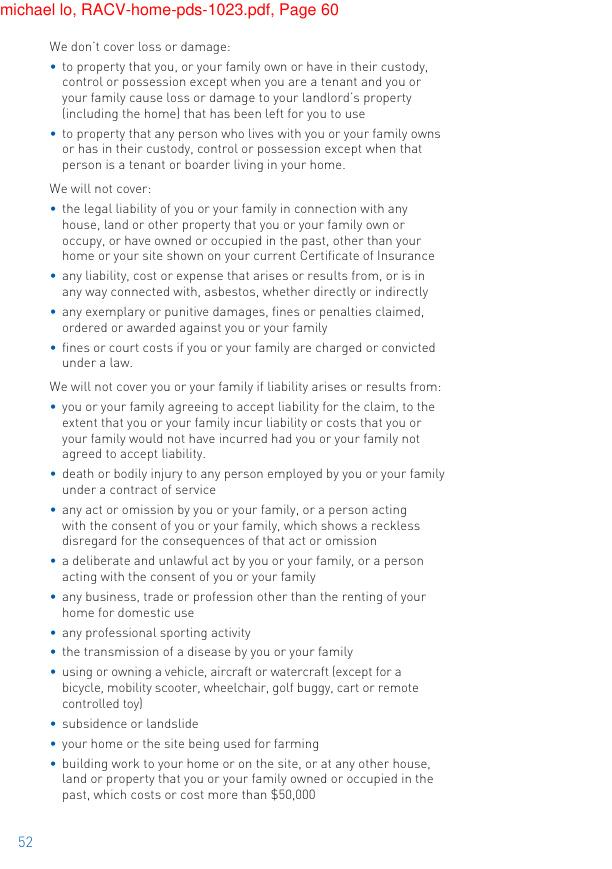 michael lo, RACV-home-pds-1023.pdf, Page 60
We don't cover loss or damage:
• to property that you, or your family own or have in their custody,
control or possession except when you are a tenant and you or
your family cause loss or damage to your landlord's property
(including the home) that has been left for you to use
• to property that any person who lives with you or your family owns
or has in their custody, control or possession except when that
person is a tenant or boarder living in your home.
We will not cover:
• the legal liability of you or your family in connection with any
house, land or other property that you or your family own or
occupy, or have owned or occupied in the past, other than your
home or your site shown on your current Certificate of Insurance
• any liability, cost or expense that arises or results from, or is in
any way connected with, asbestos, whether directly or indirectly
• any exemplary or punitive damages, fines or penalties claimed,
ordered or awarded against you or your family
• fines or court costs if you or your family are charged or convicted
under a law.
We will not cover you or your family if liability arises or results from:
• you or your family agreeing to accept liability for the claim, to the
extent that you or your family incur liability or costs that you or
your family would not have incurred had you or your family not
agreed to accept liability.
• death or bodily injury to any person employed by you or your family
under a contract of service
• any act or omission by you or your family, or a person acting
with the consent of you or your family, which shows a reckless
disregard for the consequences of that act or omission
• a deliberate and unlawful act by you or your family, or a person
acting with the consent of you or your family
• any business, trade or profession other than the renting of your
home for domestic use
• any professional sporting activity
• the transmission of a disease by you or your family
• using or owning a vehicle, aircraft or watercraft (except for a
bicycle, mobility scooter, wheelchair, golf buggy, cart or remote
controlled toy)
• subsidence or landslide
• your home or the site being used for farming
• building work to your home or on the site, or at any other house,
land or property that you or your family owned or occupied in the
past, which costs or cost more than $50,000
52